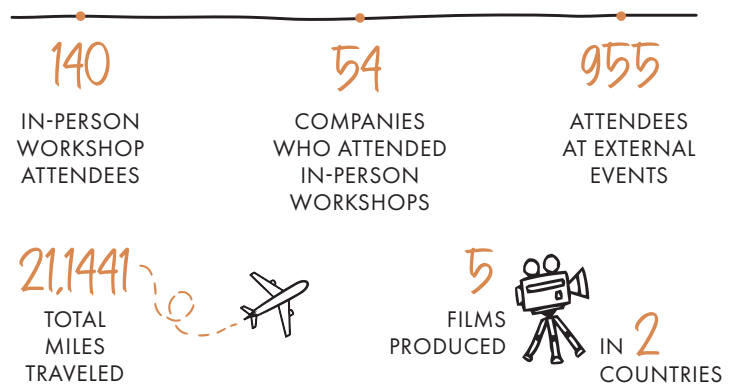 140
IN-PERSON
WORKSHOP
ATTENDEES
54
COMPANIES
WHO ATTENDED
IN-PERSON
WORKSHOPS
955
ATTENDEES
AT EXTERNAL
EVENTS
21,1441
TOTAL
MILES
TRAVELED
5
FILMS
PRODUCED
IN 2
COUNTRIES